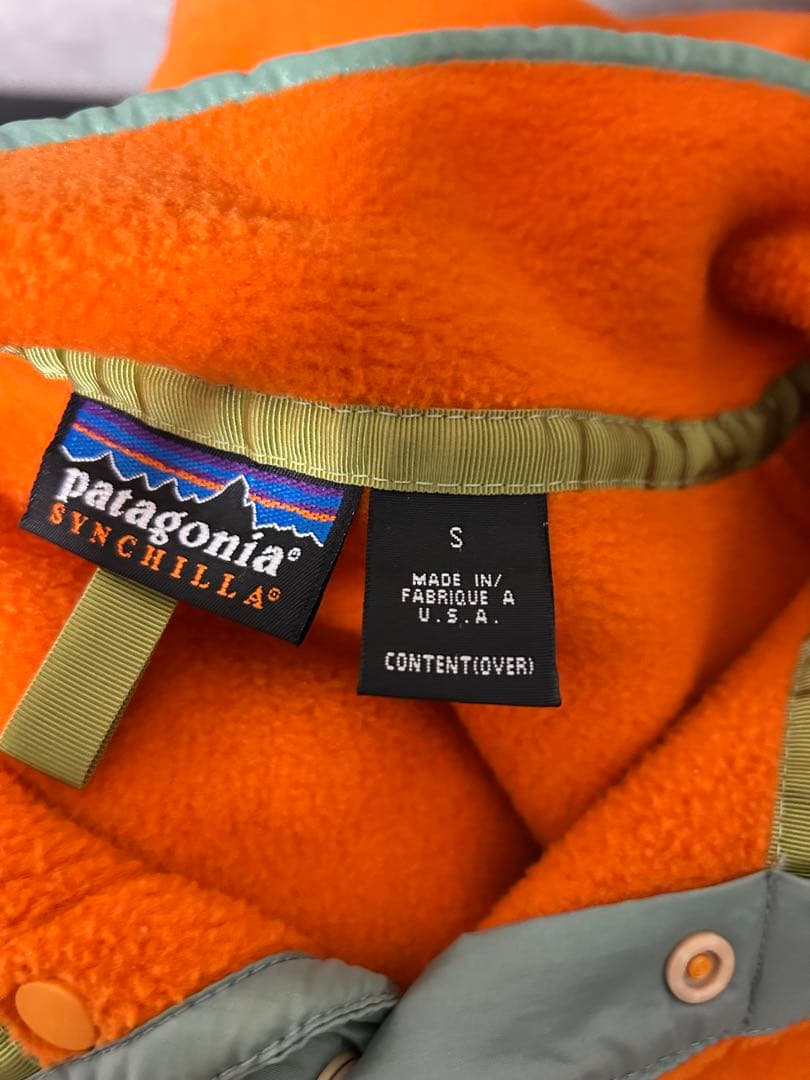 patagonia®
SYNCHILLA®
S
MADE IN/
FABRIQUE A
U.S.A.
CONTENT(OVER)